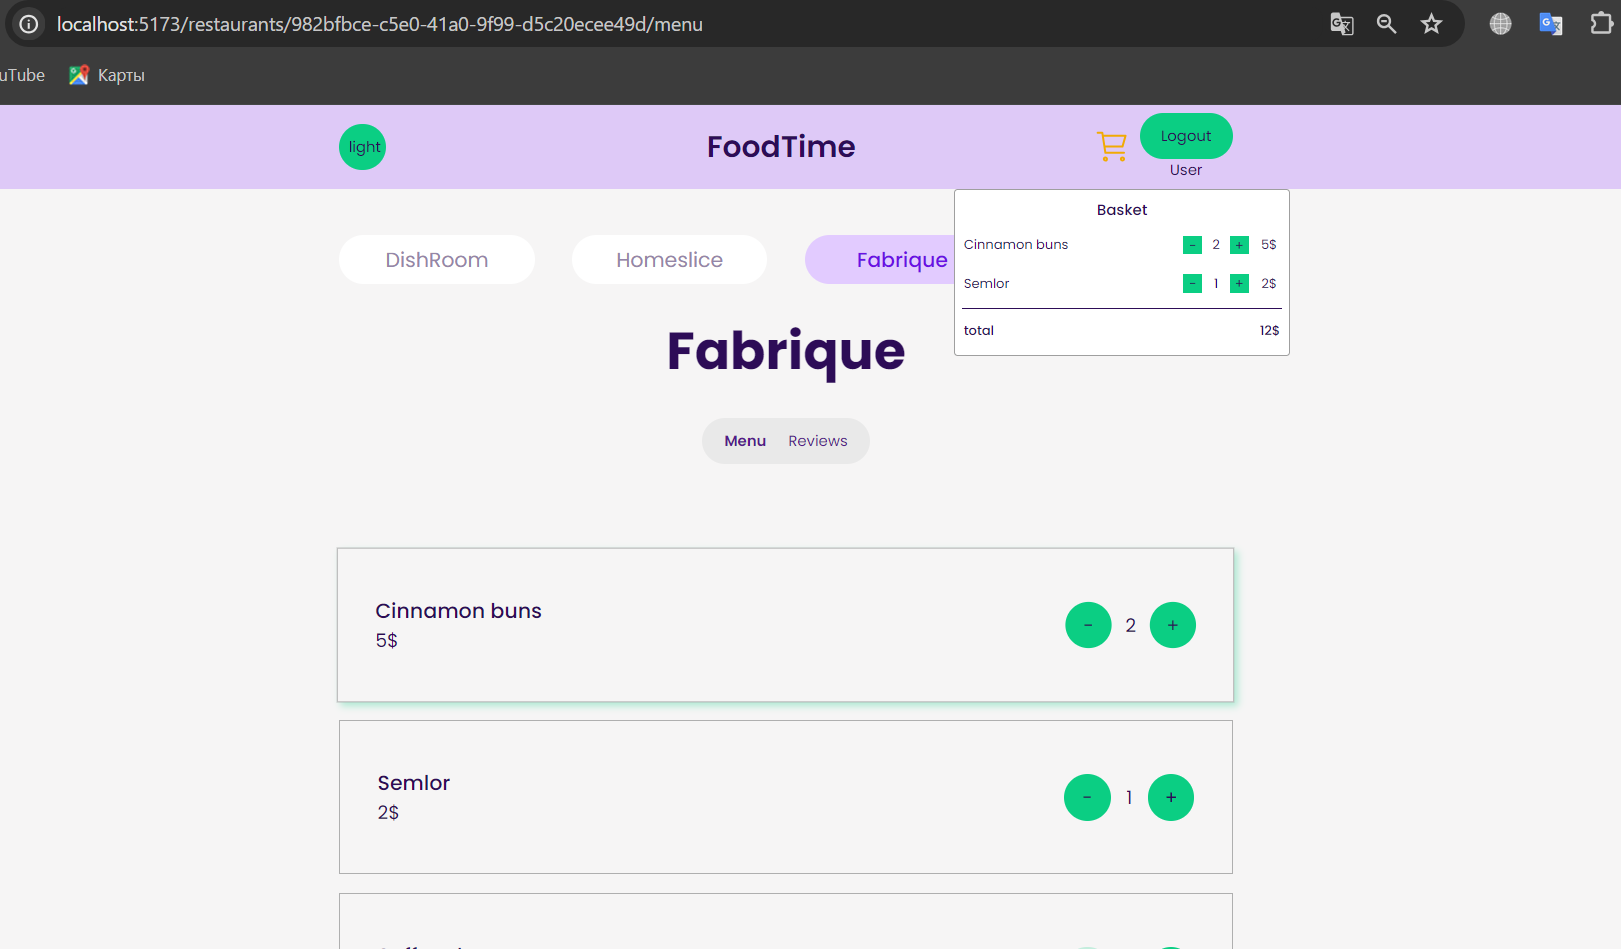 localhost:5173/restaurants/982bfbce-c5e0-41a0-9f99-d5c20ecee49d/menu
uTube Карты
light FoodTime Logout
User
Basket
DishRoom Homeslice Fabrique
Cinnamon buns - 2 + 5$
Semlor - 1 + 2$
total 12$
Fabrique
Menu Reviews
Cinnamon buns
5$
- 2 +
Semlor
2$
- 1 +